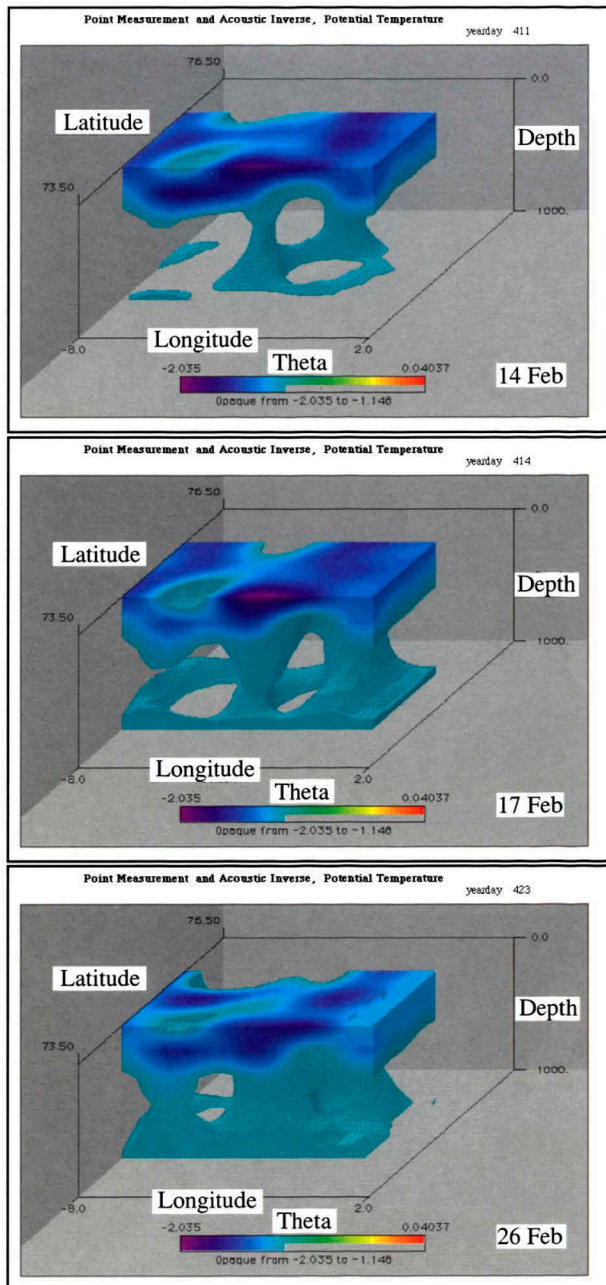 Point Measurement and Acoustic Inverse, Potential Temperature
yearday 411
76.50
0.0
Latitude
Depth
73.50
1000.
Longitude
-8.0
2.0
Theta
-2.035
0.04037
14 Feb
Opaque from -2.035 to -1.146
Point Measurement and Acoustic Inverse, Potential Temperature
yearday 414
76.50
0.0
Latitude
Depth
73.50
1000.
Longitude
-8.0
2.0
Theta
-2.035
0.04037
17 Feb
Opaque from -2.035 to -1.146
Point Measurement and Acoustic Inverse, Potential Temperature
yearday 423
76.50
0.0
Latitude
Depth
73.50
1000.
Longitude
-8.0
2.0
Theta
-2.035
0.04037
26 Feb
Opaque from -2.035 to -1.146